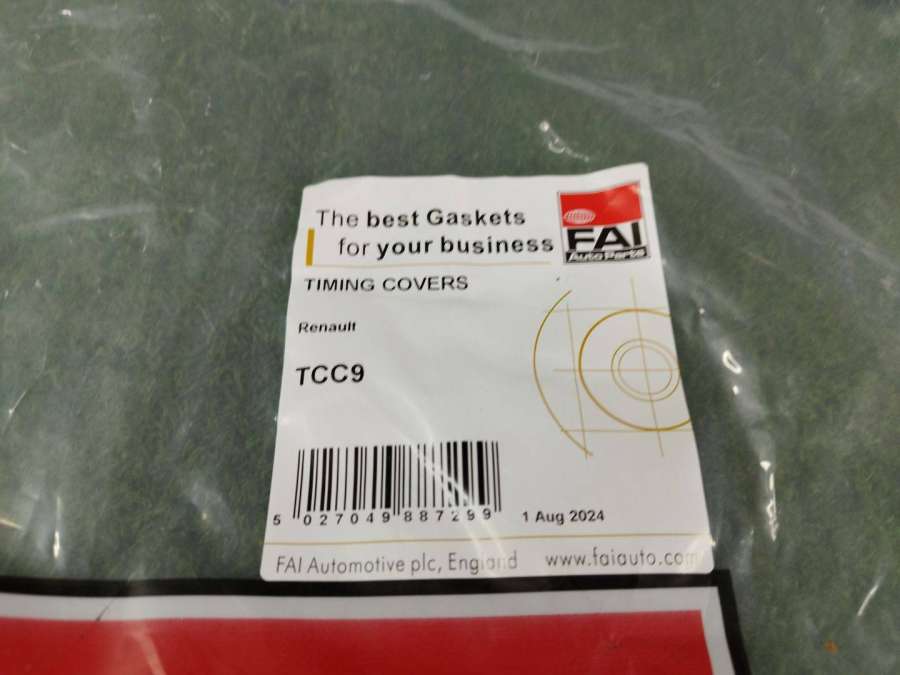 The best Gaskets
for your business
FAI
Auto Parts
TIMING COVERS
Renault
TCC9
5 027049 887299
1 Aug 2024
FAI Automotive plc, England
www.faiauto.com